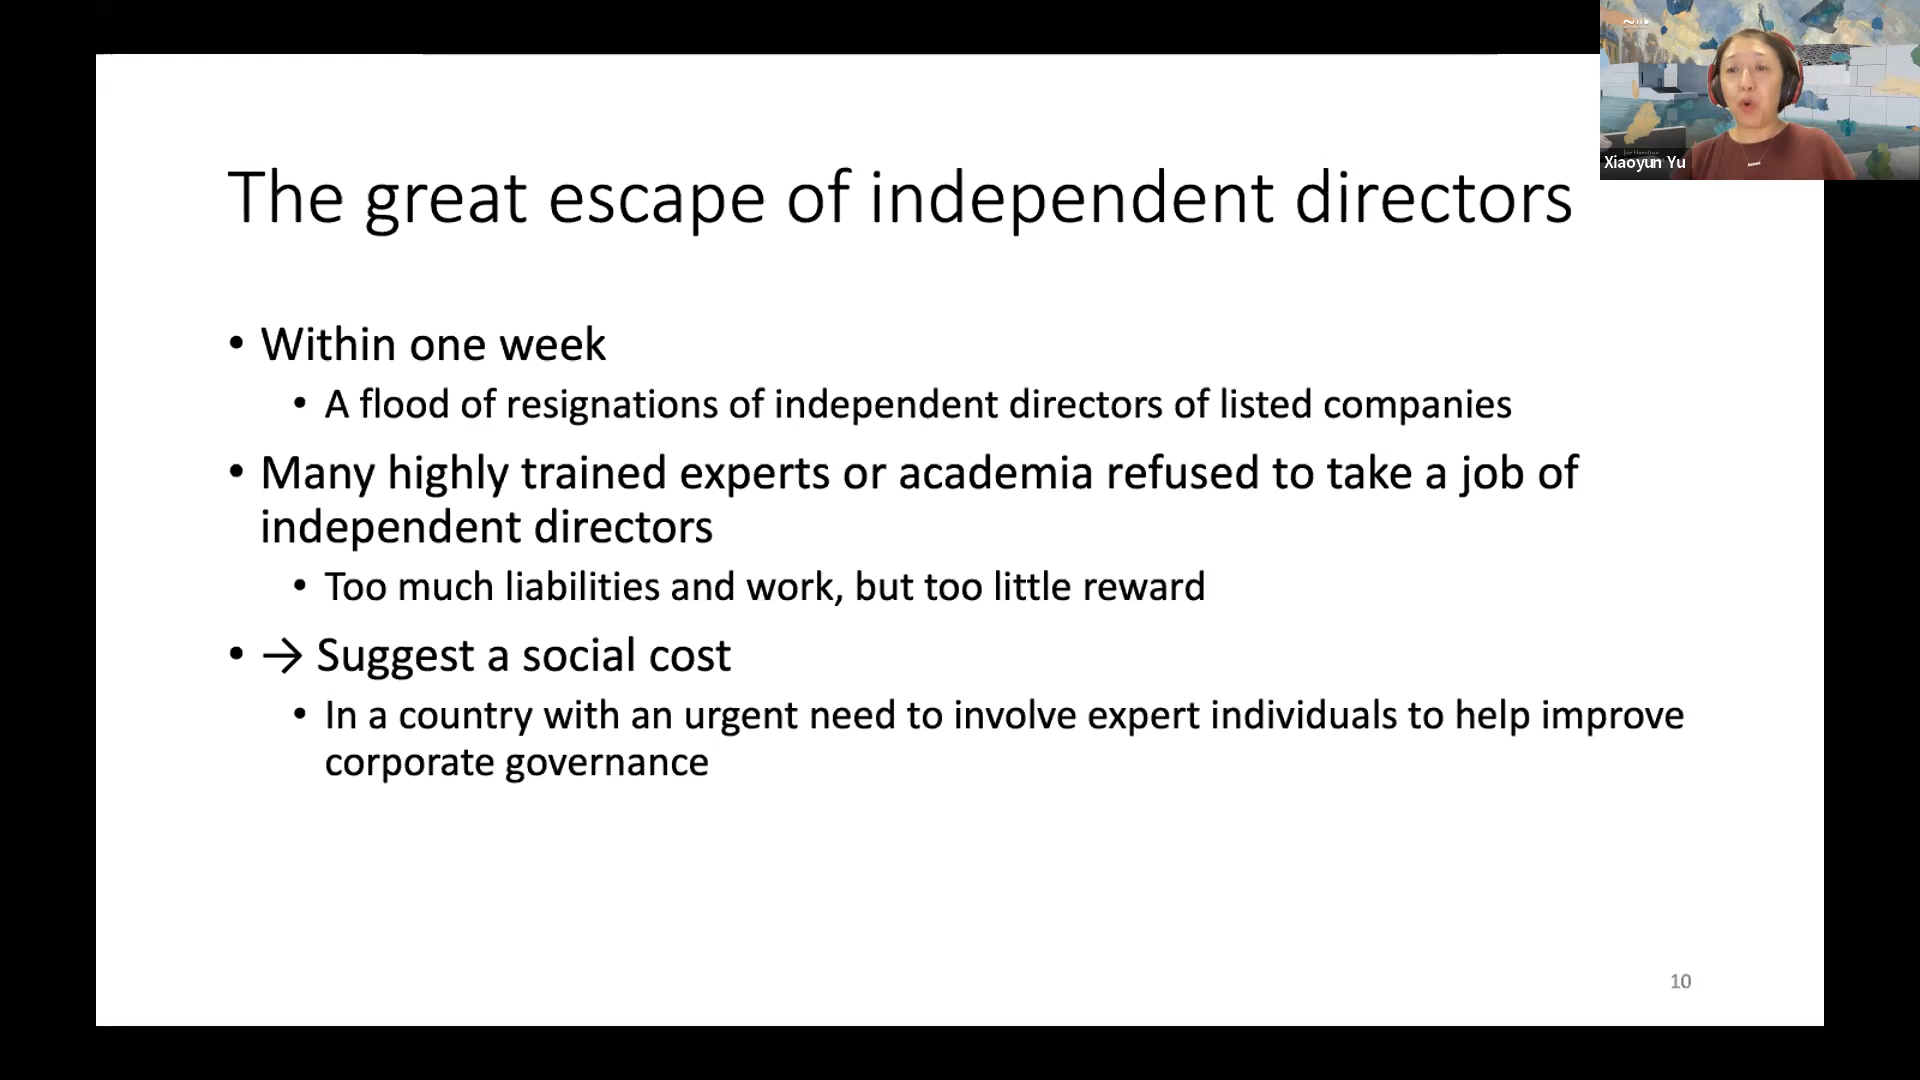 The great escape of independent directors
• Within one week
• A flood of resignations of independent directors of listed companies
• Many highly trained experts or academia refused to take a job of
independent directors
• Too much liabilities and work, but too little reward
• → Suggest a social cost
• In a country with an urgent need to involve expert individuals to help improve
corporate governance
10
Xiaoyun Yu